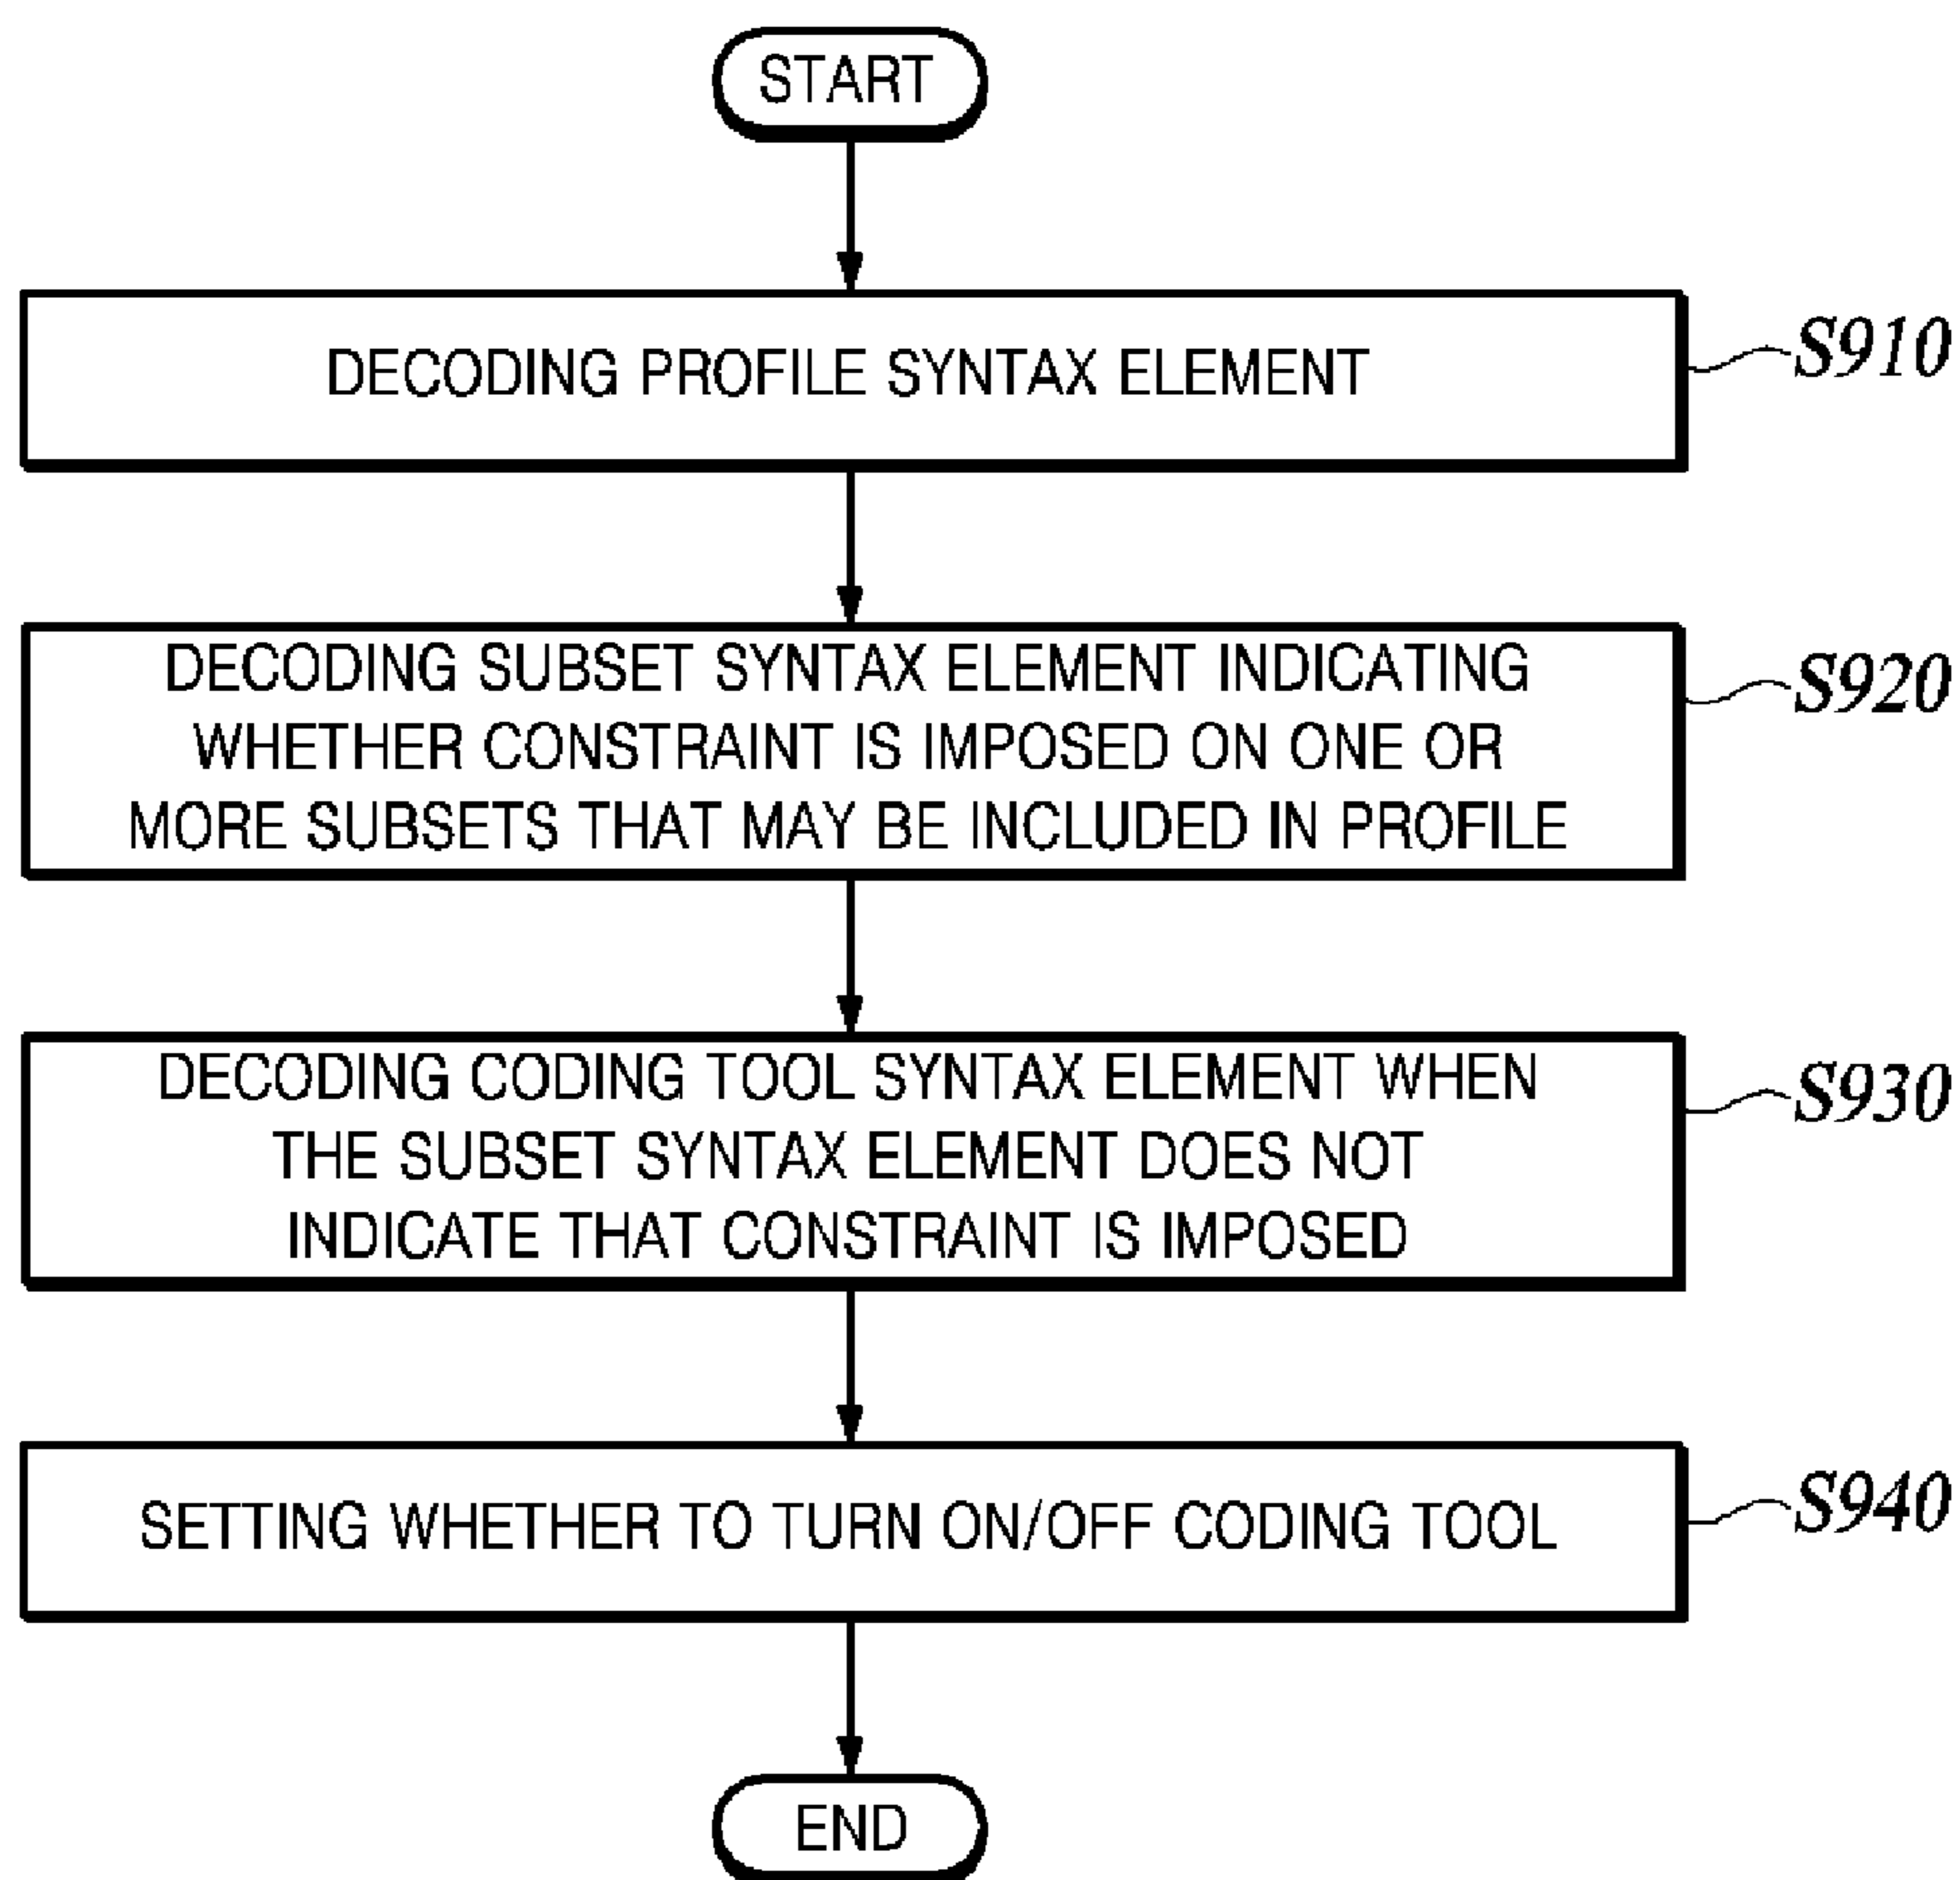 START
DECODING PROFILE SYNTAX ELEMENT
S910
DECODING SUBSET SYNTAX ELEMENT INDICATING
WHETHER CONSTRAINT IS IMPOSED ON ONE OR
MORE SUBSETS THAT MAY BE INCLUDED IN PROFILE
S920
DECODING CODING TOOL SYNTAX ELEMENT WHEN
THE SUBSET SYNTAX ELEMENT DOES NOT
INDICATE THAT CONSTRAINT IS IMPOSED
S930
SETTING WHETHER TO TURN ON/OFF CODING TOOL
S940
END